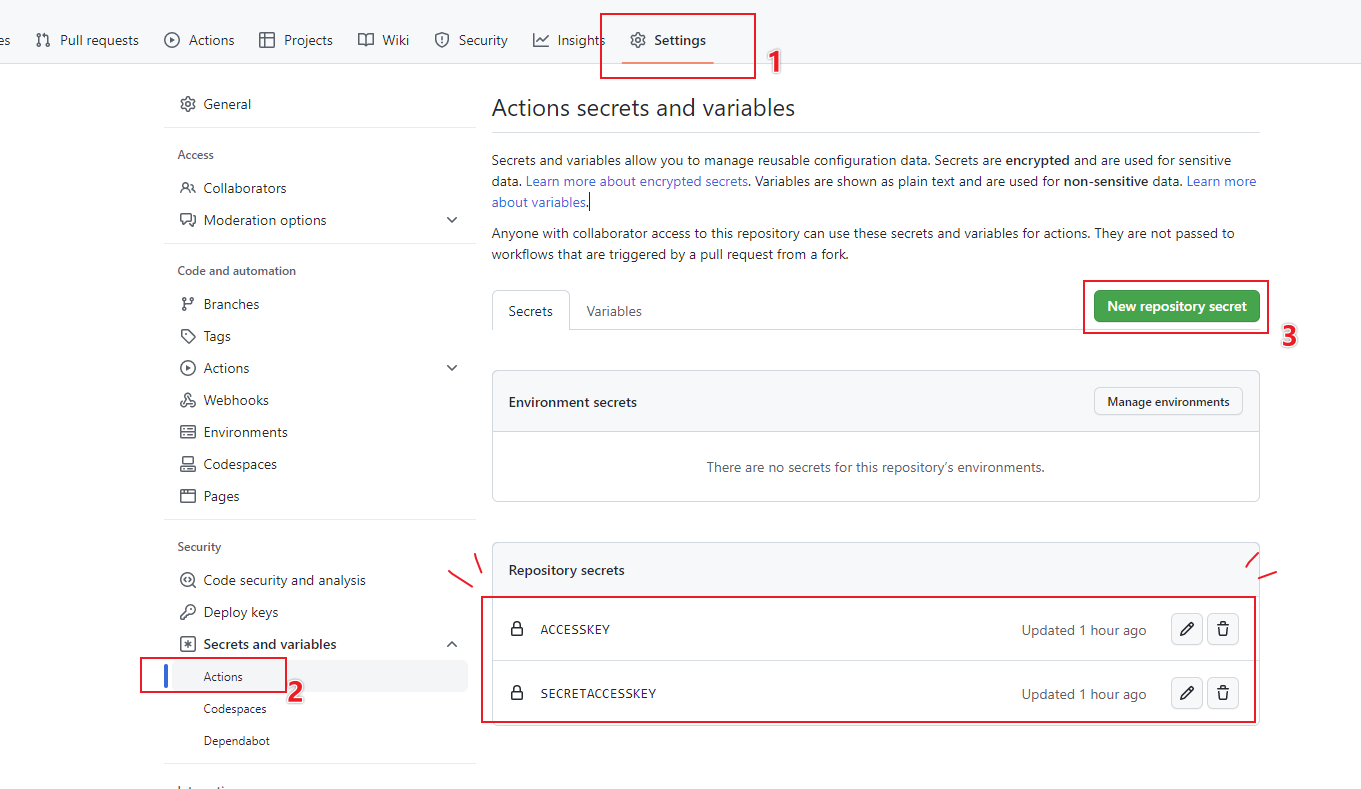 es
Pull requests
Actions
Projects
Wiki
Security
Insights
Settings
1
General
Access
Collaborators
Moderation options
Code and automation
Branches
Tags
Actions
Webhooks
Environments
Codespaces
Pages
Security
Code security and analysis
Deploy keys
Secrets and variables
Actions
2
Codespaces
Dependabot
Actions secrets and variables
Secrets and variables allow you to manage reusable configuration data. Secrets are encrypted and are used for sensitive
data. Learn more about encrypted secrets. Variables are shown as plain text and are used for non-sensitive data. Learn more
about variables.
Anyone with collaborator access to this repository can use these secrets and variables for actions. They are not passed to
workflows that are triggered by a pull request from a fork.
Secrets
Variables
New repository secret
3
Environment secrets
Manage environments
There are no secrets for this repository's environments.
Repository secrets
ACCESSKEY
Updated 1 hour ago
SECRETACCESSKEY
Updated 1 hour ago